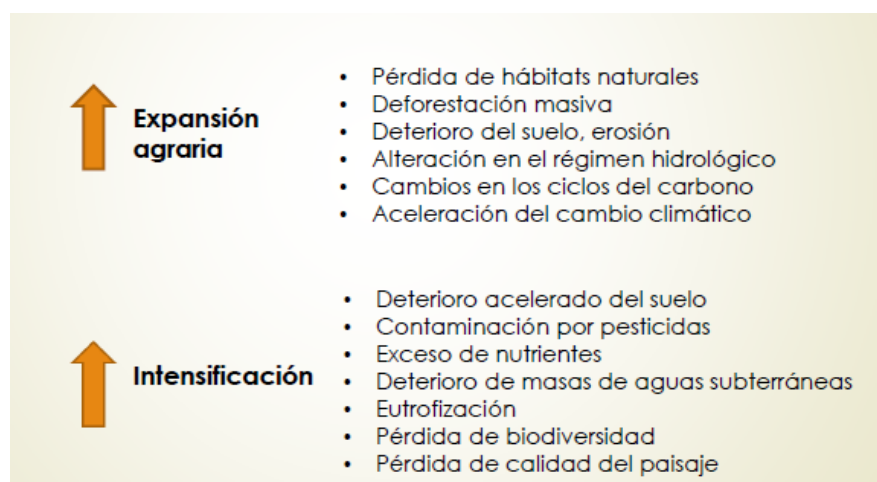 Expansión
agraria
• Pérdida de hábitats naturales
• Deforestación masiva
• Deterioro del suelo, erosión
• Alteración en el régimen hidrológico
• Cambios en los ciclos del carbono
• Aceleración del cambio climático
Intensificación
• Deterioro acelerado del suelo
• Contaminación por pesticidas
• Exceso de nutrientes
• Deterioro de masas de aguas subterráneas
• Eutrofización
• Pérdida de biodiversidad
• Pérdida de calidad del paisaje